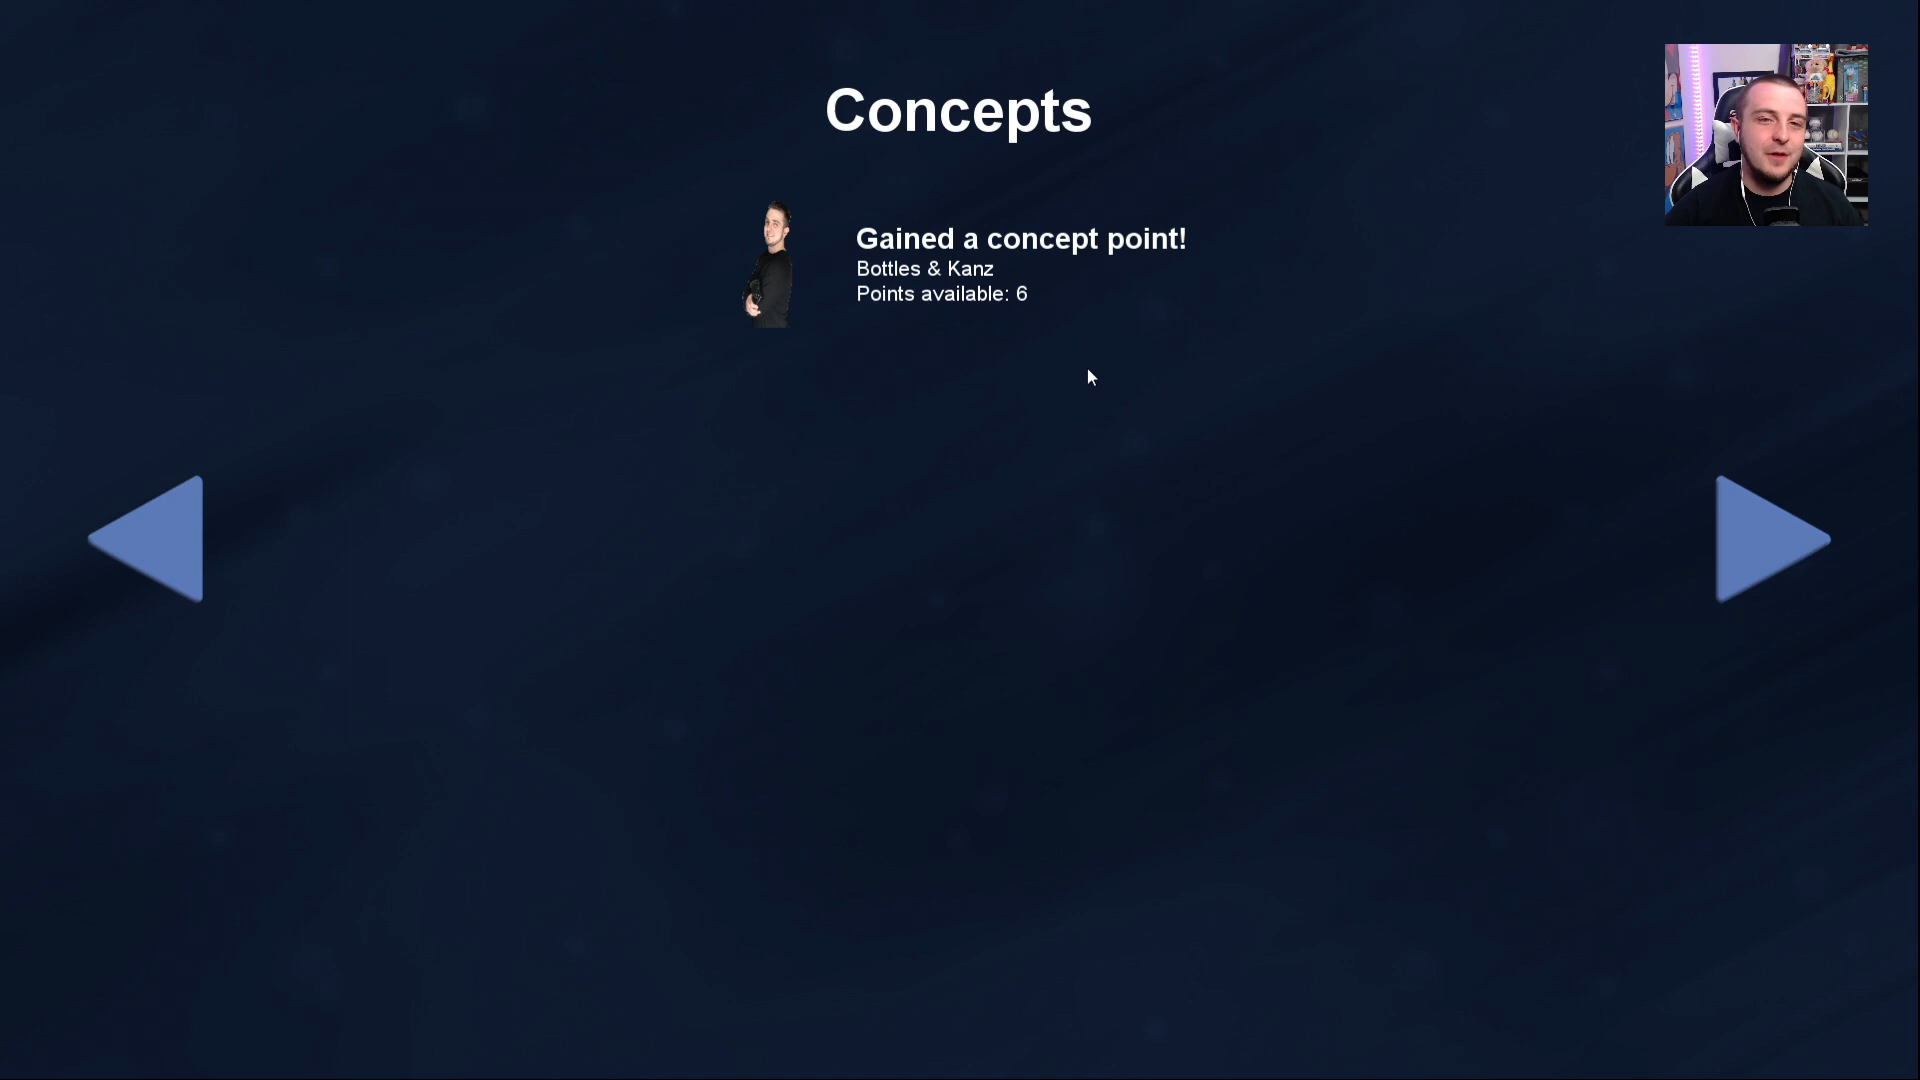 Concepts
Gained a concept point!
Bottles & Kanz
Points available: 6